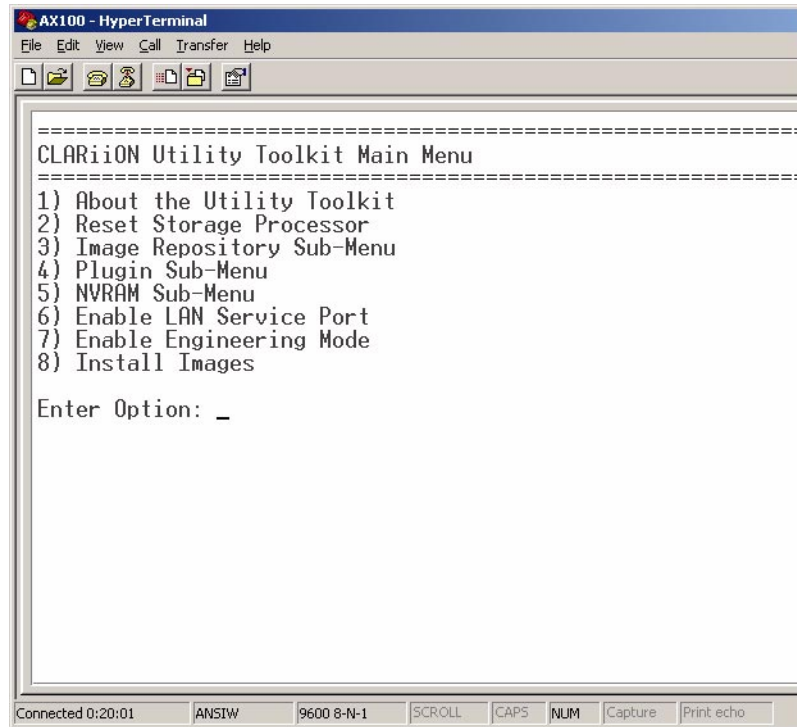 AX100 - HyperTerminal
File Edit View Call Transfer Help
==========================================================
CLARiiON Utility Toolkit Main Menu
==========================================================
1) About the Utility Toolkit
2) Reset Storage Processor
3) Image Repository Sub-Menu
4) Plugin Sub-Menu
5) NVRAM Sub-Menu
6) Enable LAN Service Port
7) Enable Engineering Mode
8) Install Images
Enter Option: _
Connected 0:20:01 ANSIW 9600 8-N-1 SCROLL CAPS NUM Capture Print echo